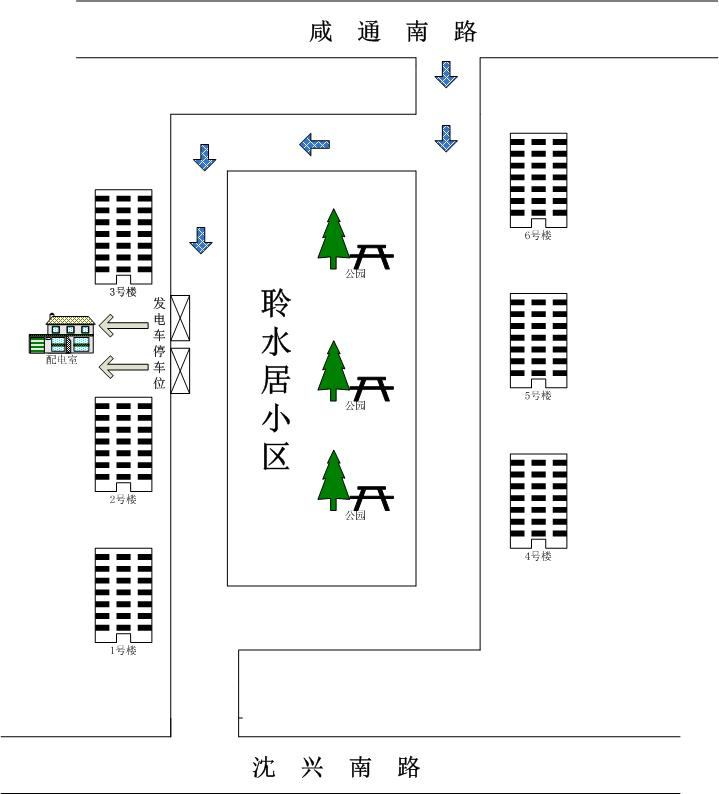 咸通南路
6号楼
公园
3号楼
聆水居小区
发电车停车位
配电室
5号楼
公园
2号楼
公园
4号楼
1号楼
沈兴南路